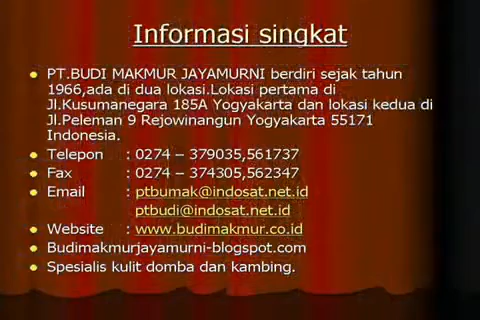 Informasi singkat
PT.BUDI MAKMUR JAYAMURNI berdiri sejak tahun
1966,ada di dua lokasi.Lokasi pertama di
Jl.Kusumanegara 185A Yogyakarta dan lokasi kedua di
Jl.Peleman 9 Rejowinangun Yogyakarta 55171
Indonesia.
Telepon : 0274 – 379035,561737
Fax : 0274 – 374305,562347
Email : ptbumak@indosat.net.id
ptbudi@indosat.net.id
Website : www.budimakmur.co.id
Budimakmurjayamurni-blogspot.com
Spesialis kulit domba dan kambing.